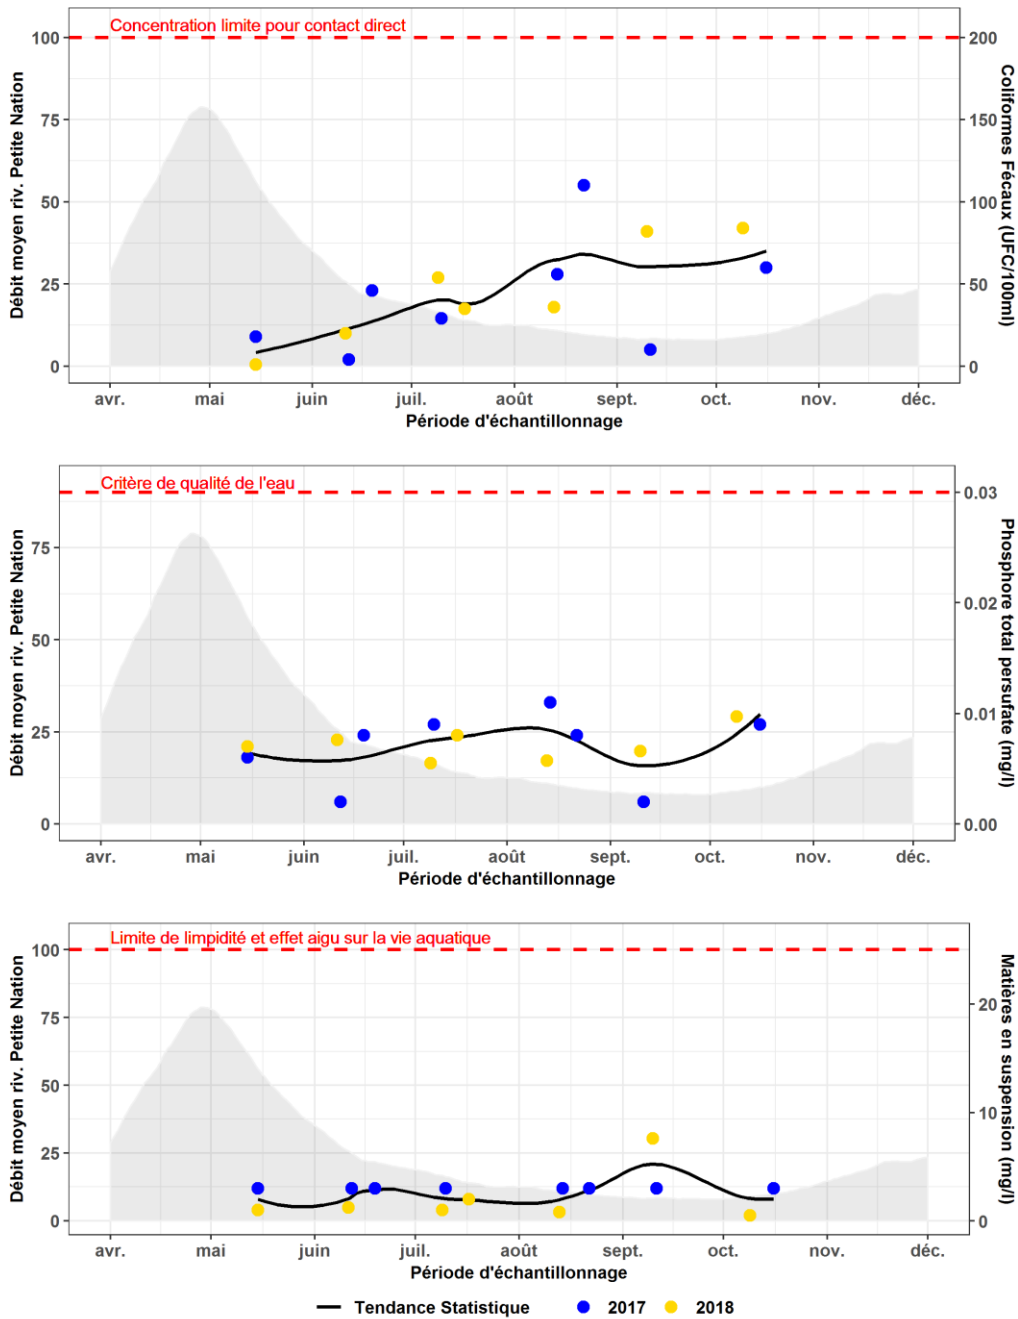 Concentration limite pour contact direct
100
75
50
25
0
200
150
100
50
0
Débit moyen riv. Petite Nation
Coliformes Fécaux (UFC/100ml)
avr. mai juin juil. août sept. oct. nov. déc.
Période d'échantillonnage
Critère de qualité de l'eau
75
50
25
0
0.03
0.02
0.01
0.00
Débit moyen riv. Petite Nation
Phosphore total persufate (mg/l)
avr. mai juin juil. août sept. oct. nov. déc.
Période d'échantillonnage
Limite de limpidité et effet aigu sur la vie aquatique
100
75
50
25
0
20
10
0
Débit moyen riv. Petite Nation
Matières en suspension (mg/l)
avr. mai juin juil. août sept. oct. nov. déc.
Période d'échantillonnage
Tendance Statistique 2017 2018